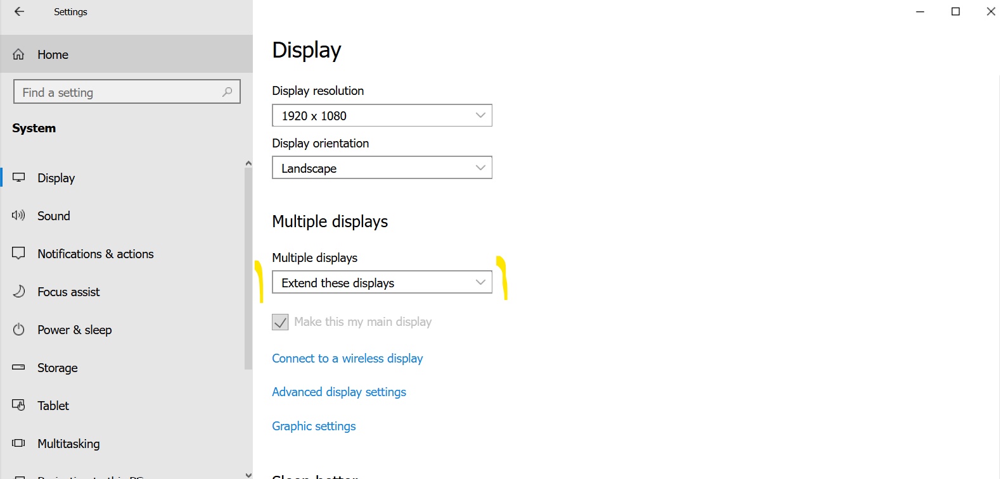 Settings
Home
Find a setting
System
Display
Sound
Notifications & actions
Focus assist
Power & sleep
Storage
Tablet
Multitasking
Display
Display resolution
1920 x 1080
Display orientation
Landscape
Multiple displays
Multiple displays
Extend these displays
Make this my main display
Connect to a wireless display
Advanced display settings
Graphic settings